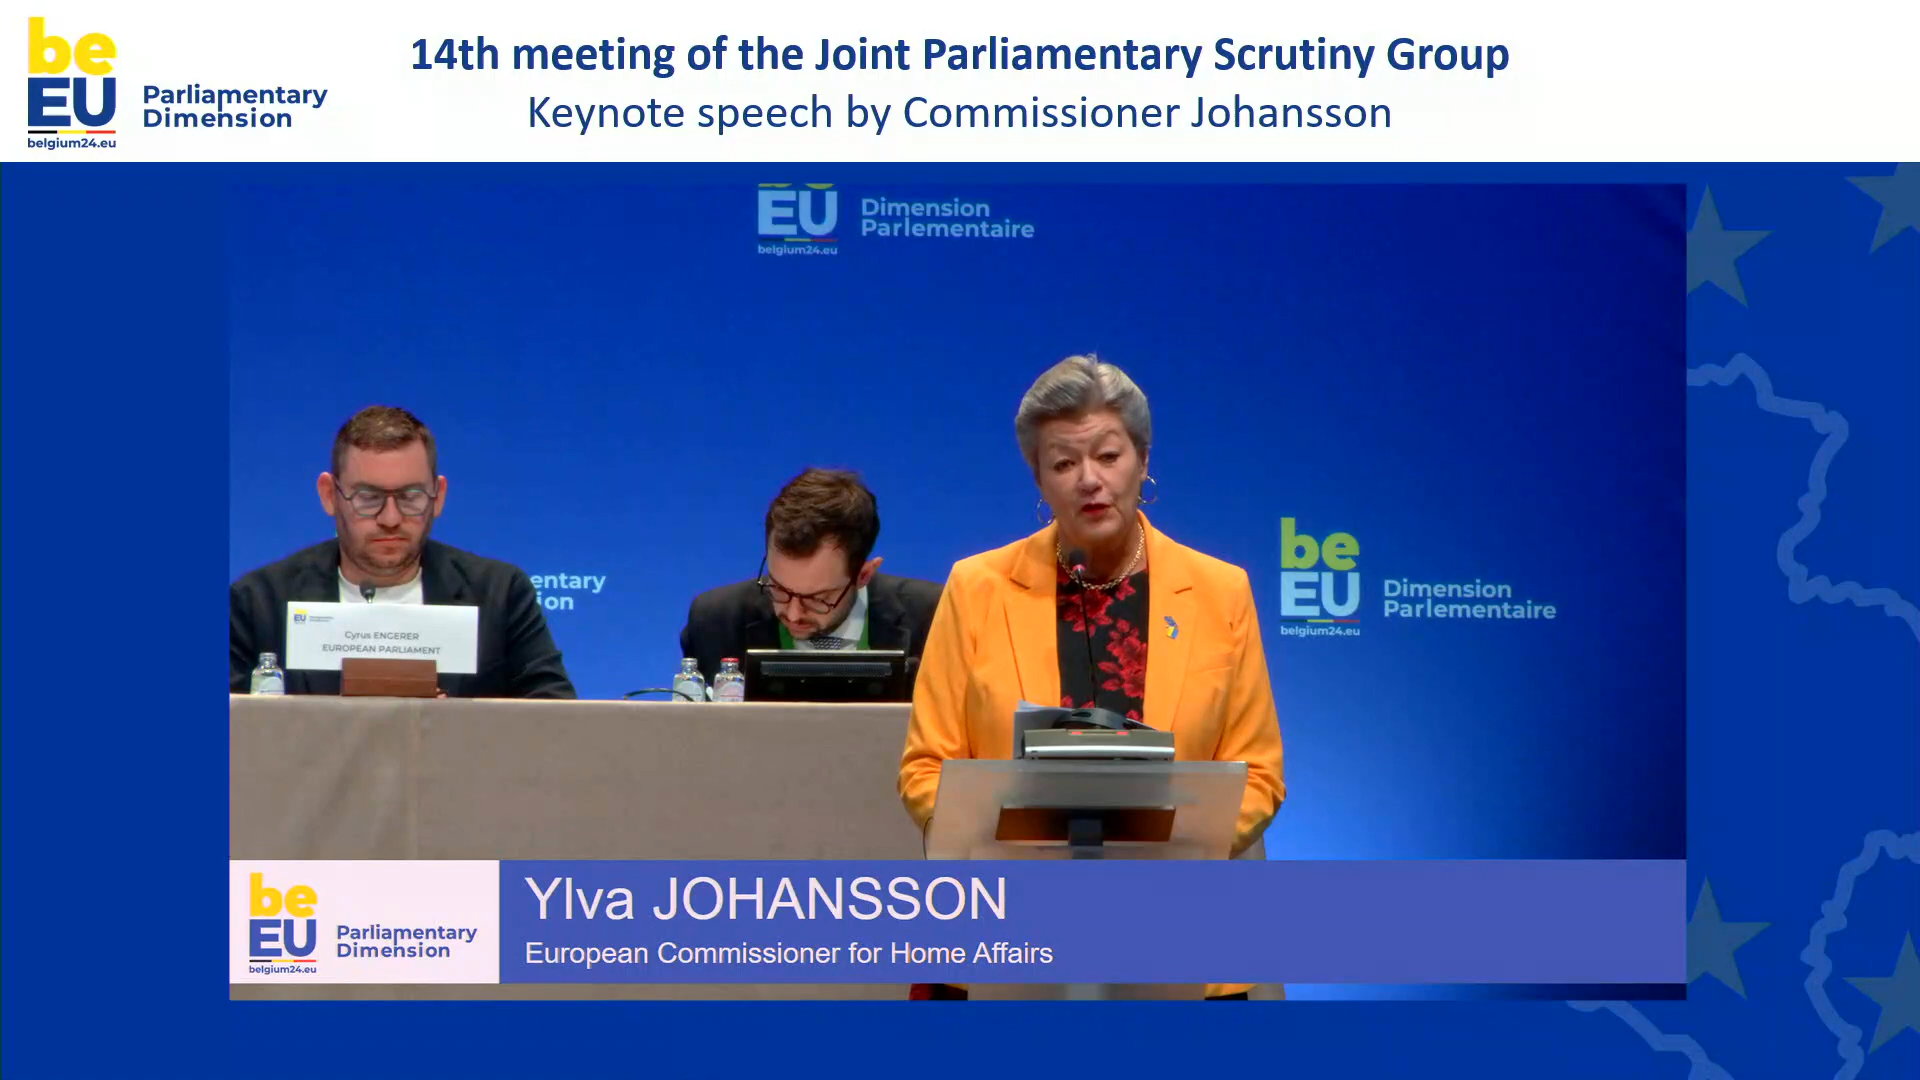 be
EU
belgium24.eu
Parliamentary
Dimension
14th meeting of the Joint Parliamentary Scrutiny Group
Keynote speech by Commissioner Johansson
be
EU
belgium24.eu
Dimension
Parlementaire
entary
ion
EU
Cyrus ENGERER
EUROPEAN PARLIAMENT
be
EU
belgium24.eu
Dimension
Parlementaire
be
EU
belgium24.eu
Parliamentary
Dimension
Ylva JOHANSSON
European Commissioner for Home Affairs